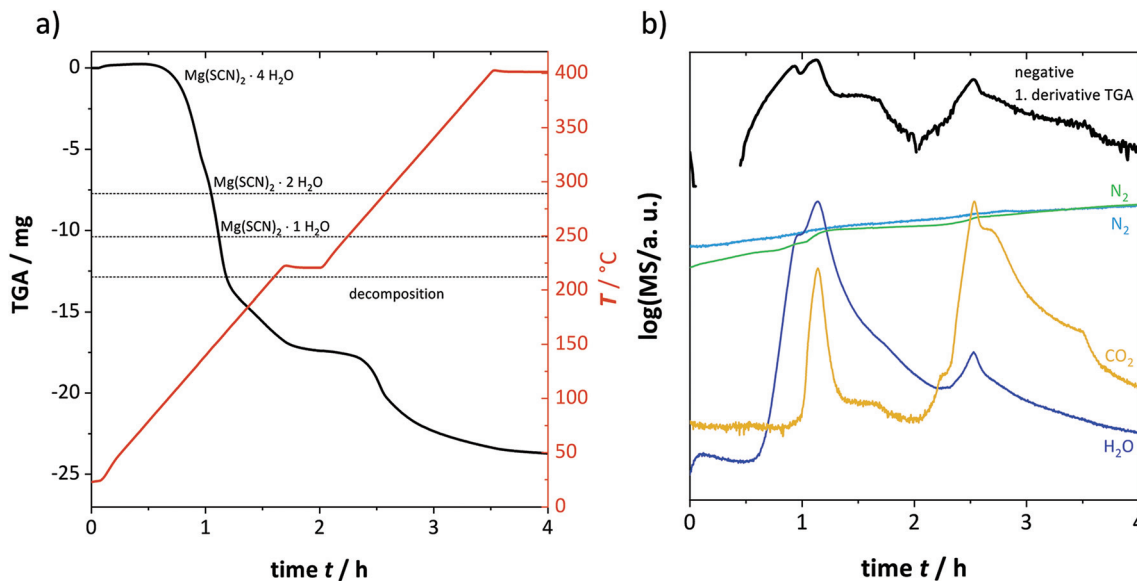 a)
TGA / mg
0
-5
-10
-15
-20
-25
Mg(SCN)₂ · 4 H₂O
Mg(SCN)₂ · 2 H₂O
Mg(SCN)₂ · 1 H₂O
decomposition
400
350
300
250
200
150
100
50
0
T / °C
0 1 2 3 4
time t / h
b)
log(MS/a. u.)
negative
1. derivative TGA
N₂
N₂
CO₂
H₂O
0 1 2 3 4
time t / h